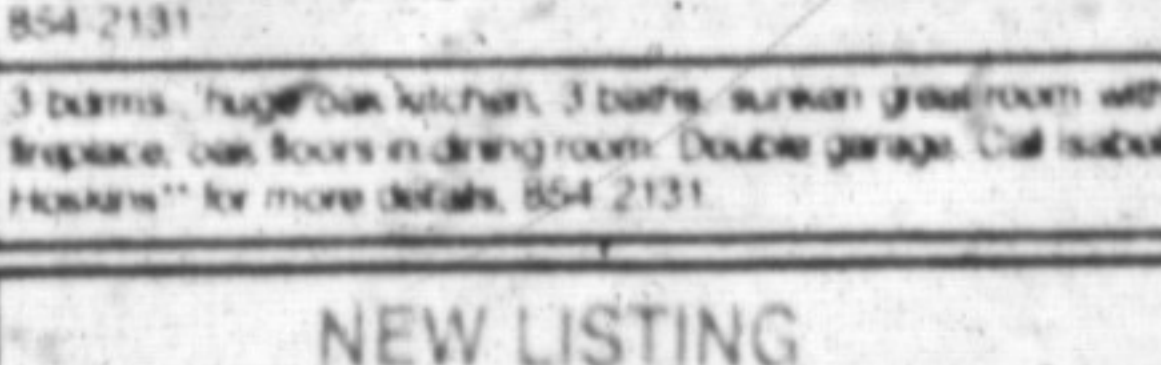 854-2131
3 bdrms., huge oak kitchen, 3 baths, sunken great room with
fireplace, oak floors in dining room. Double garage. Call
Hoskins** for more details, 854-2131.
NEW LISTING